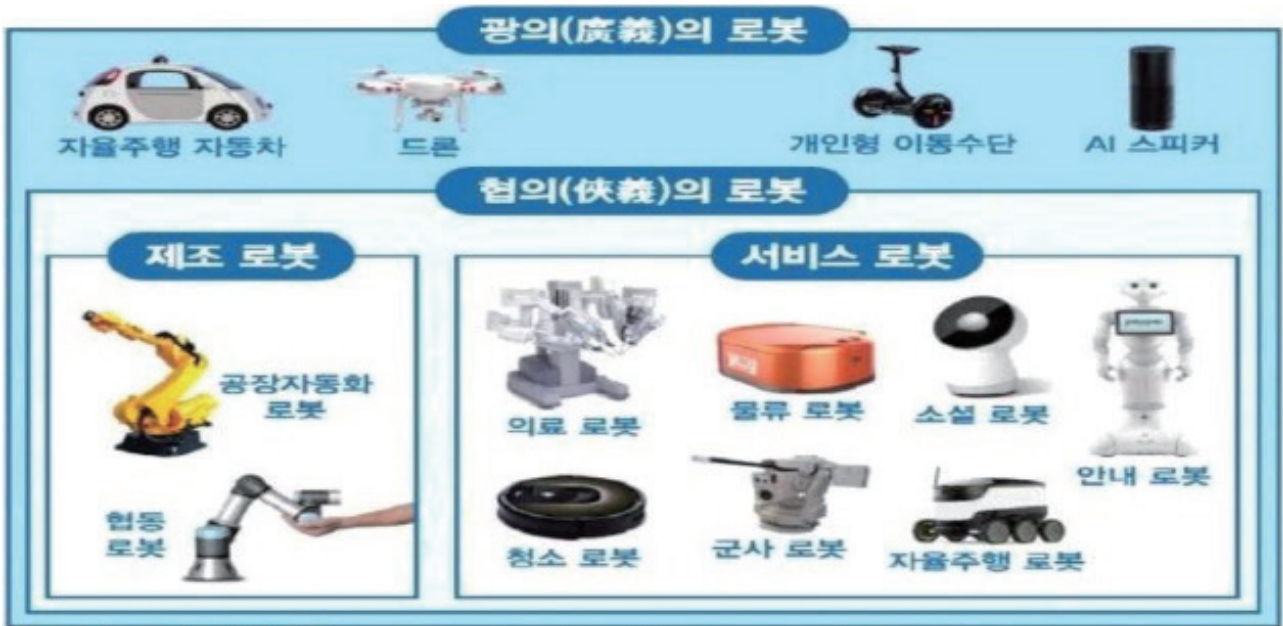 광의(廣義)의 로봇
자율주행 자동차
드론
개인형 이동수단
AI 스피커
협의(俠義)의 로봇
제조 로봇
공장자동화
로봇
협동
로봇
서비스 로봇
의료 로봇
물류 로봇
소셜 로봇
안내 로봇
청소 로봇
군사 로봇
자율주행 로봇